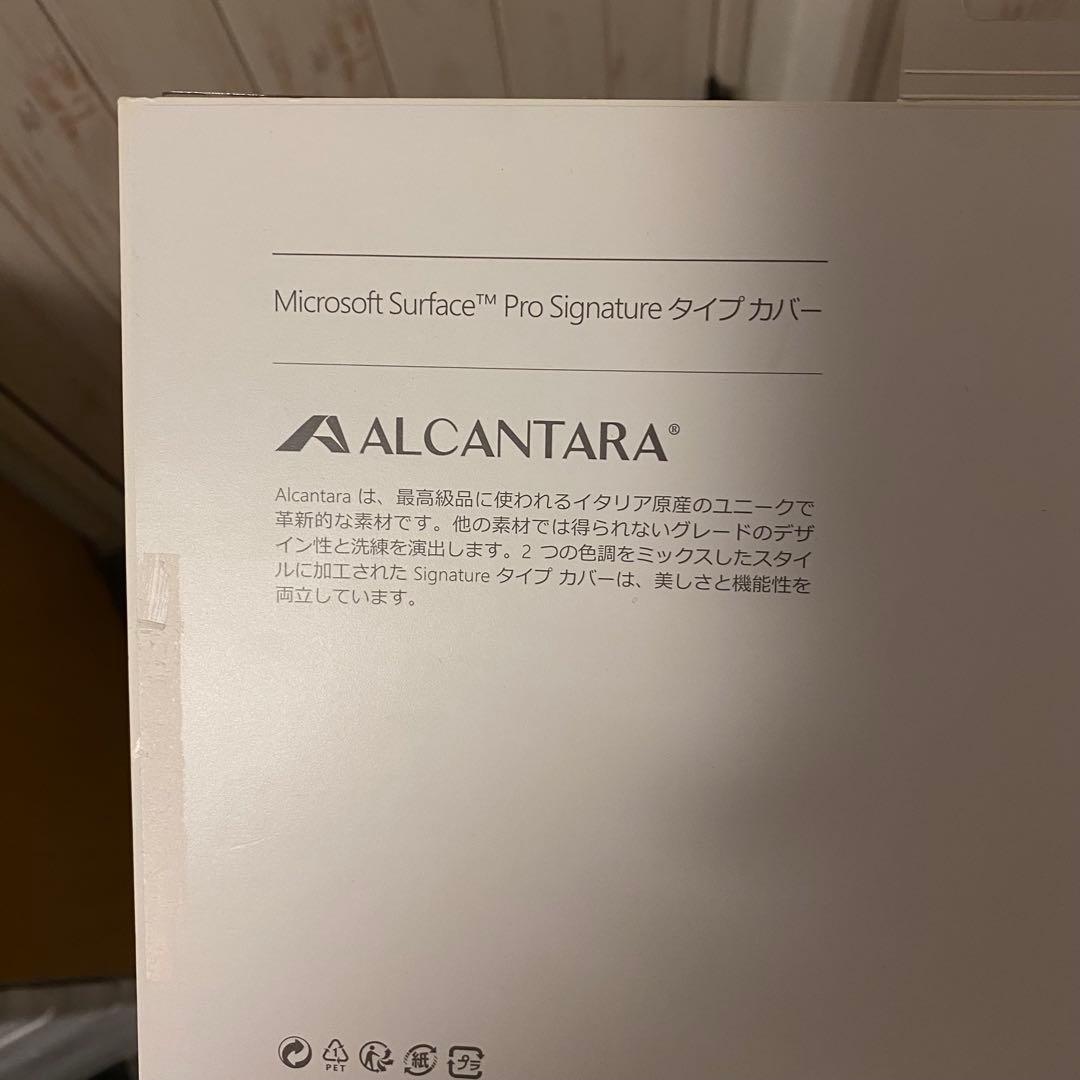 Microsoft Surface™ Pro Signature タイプ カバー
ALCANTARA®
Alcantara は、最高級品に使われるイタリア原産のユニークで
革新的な素材です。他の素材では得られないグレードのデザ
イン性と洗練を演出します。2 つの色調をミックスしたスタイ
ルに加工された Signature タイプ カバーは、美しさと機能性を
両立しています。
1 PET 紙 プラ